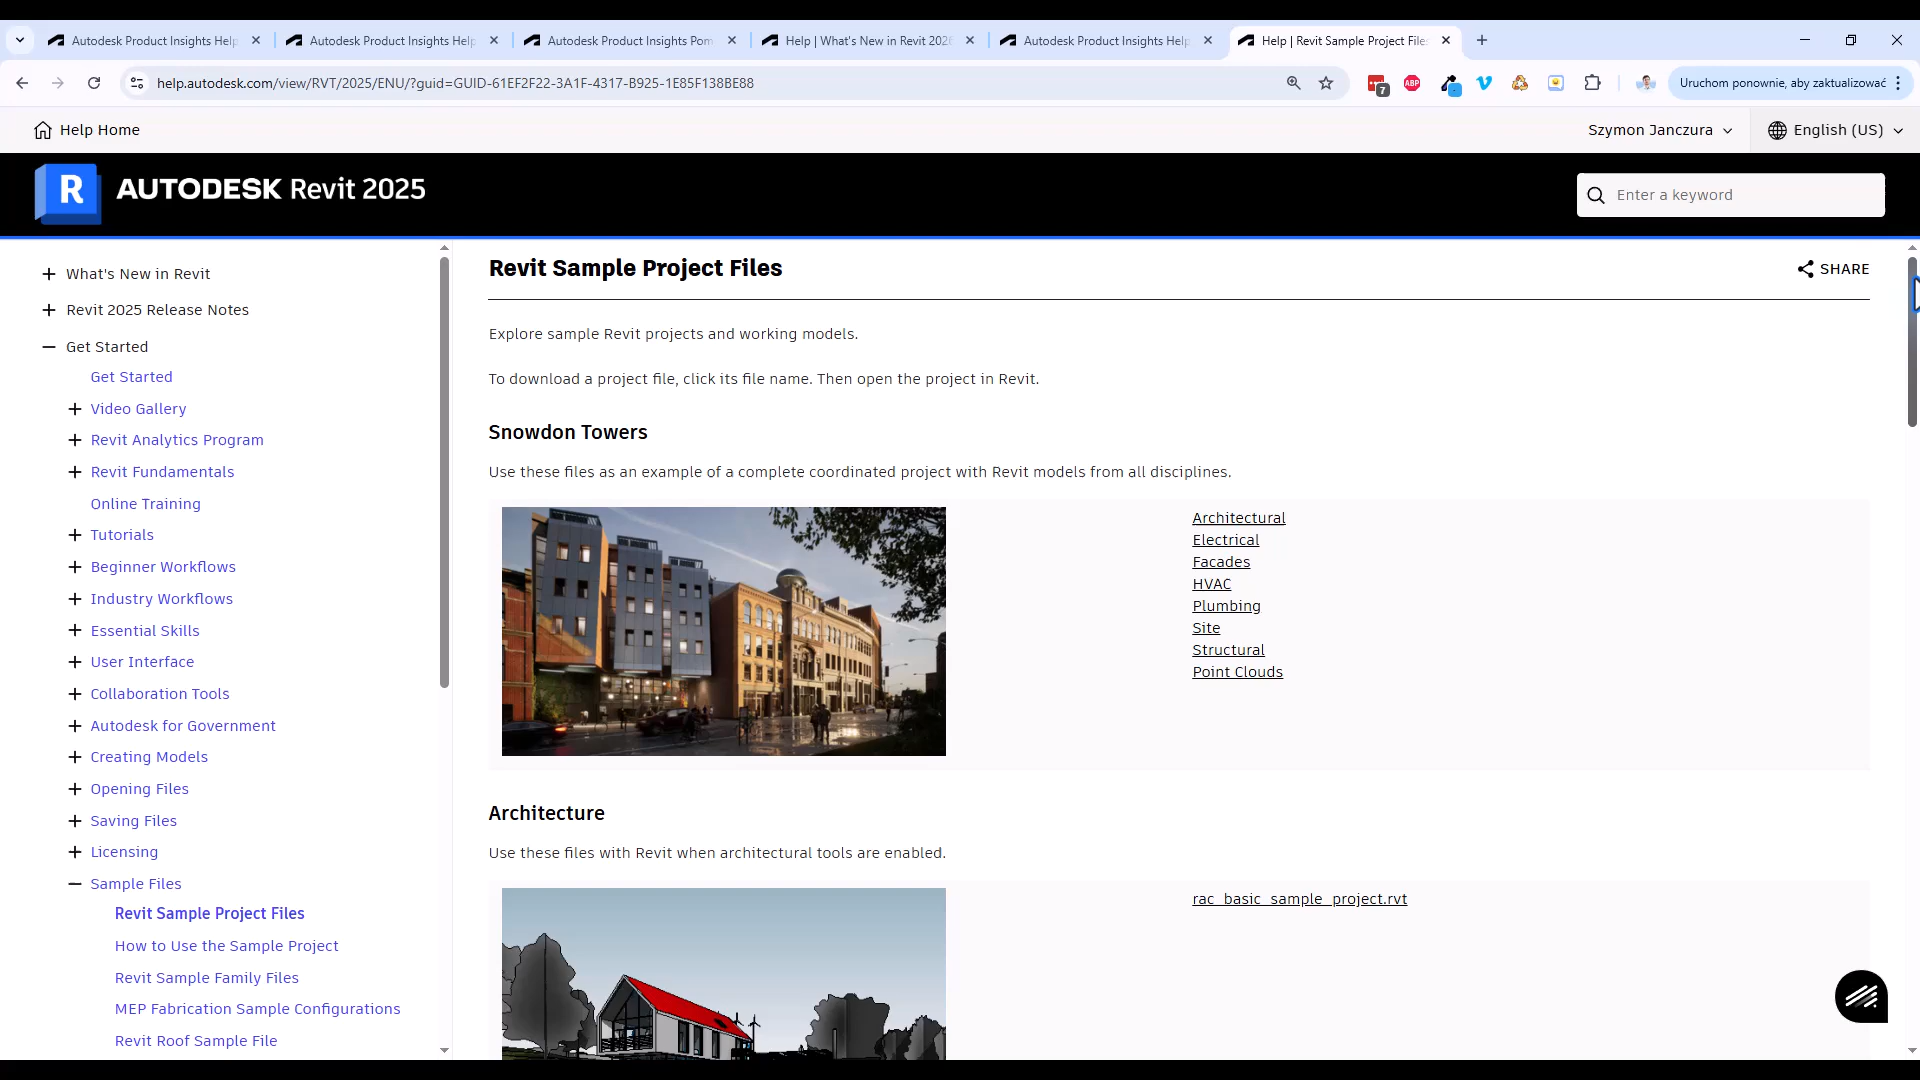 Autodesk Product Insights Help
Autodesk Product Insights Help
Autodesk Product Insights Pom
Help | What's New in Revit 2026
Autodesk Product Insights Help
Help | Revit Sample Project File
help.autodesk.com/view/RVT/2025/ENU/?guid=GUID-61EF2F22-3A1F-4317-B925-1E85F138BE88
7
ABP
Uruchom ponownie, aby zaktualizować
Help Home
Szymon Janczura
English (US)
R
AUTODESK Revit 2025
Enter a keyword
What's New in Revit
Revit 2025 Release Notes
Get Started
Get Started
Video Gallery
Revit Analytics Program
Revit Fundamentals
Online Training
Tutorials
Beginner Workflows
Industry Workflows
Essential Skills
User Interface
Collaboration Tools
Autodesk for Government
Creating Models
Opening Files
Saving Files
Licensing
Sample Files
Revit Sample Project Files
How to Use the Sample Project
Revit Sample Family Files
MEP Fabrication Sample Configurations
Revit Roof Sample File
Revit Sample Project Files
SHARE
Explore sample Revit projects and working models.
To download a project file, click its file name. Then open the project in Revit.
Snowdon Towers
Use these files as an example of a complete coordinated project with Revit models from all disciplines.
Architectural
Electrical
Facades
HVAC
Plumbing
Site
Structural
Point Clouds
Architecture
Use these files with Revit when architectural tools are enabled.
rac_basic_sample_project.rvt